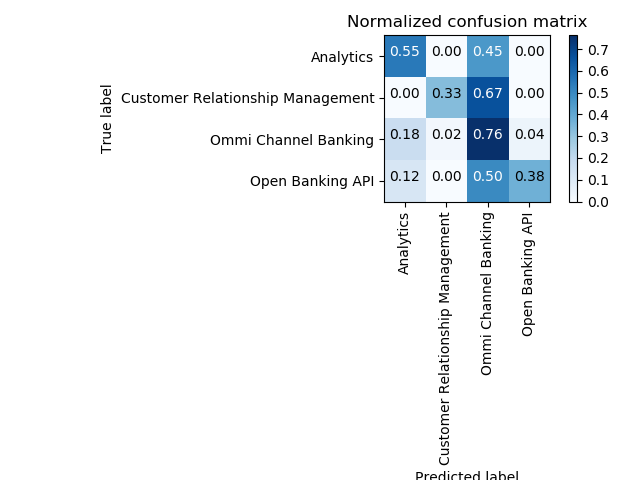 Normalized confusion matrix
True label
Analytics 0.55 0.00 0.45 0.00
Customer Relationship Management 0.00 0.33 0.67 0.00
Ommi Channel Banking 0.18 0.02 0.76 0.04
Open Banking API 0.12 0.00 0.50 0.38
0.7
0.6
0.5
0.4
0.3
0.2
0.1
0.0
Analytics
Customer Relationship Management
Ommi Channel Banking
Open Banking API
Predicted label